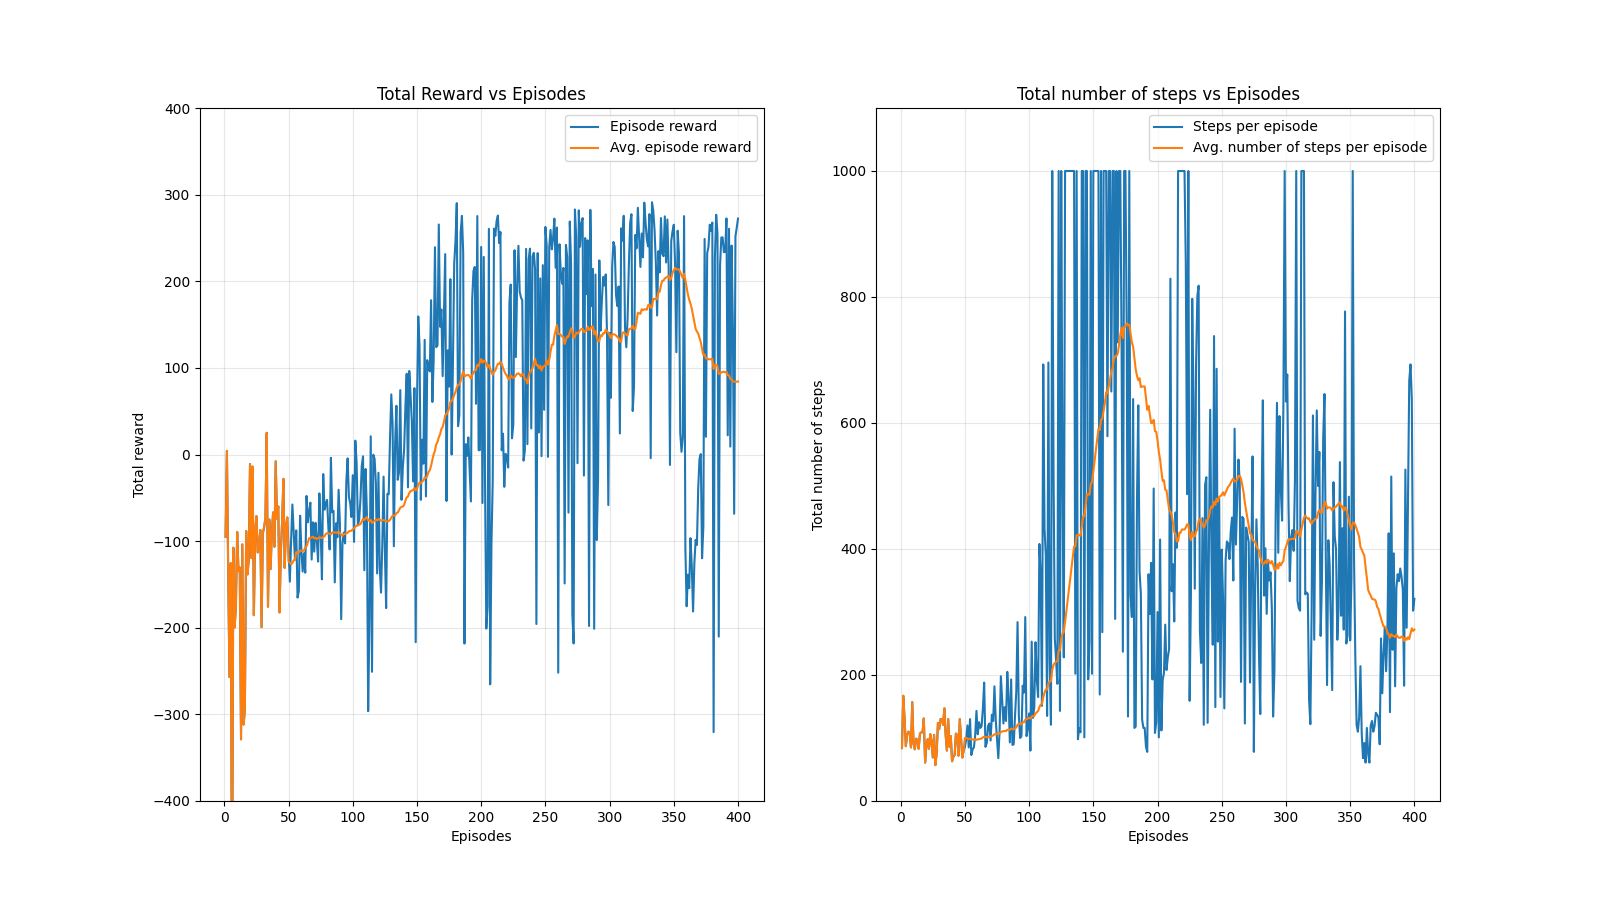 Total Reward vs Episodes
Episode reward
Avg. episode reward
Total reward
400
300
200
100
0
−100
−200
−300
−400
0 50 100 150 200 250 300 350 400
Episodes
Total number of steps vs Episodes
Steps per episode
Avg. number of steps per episode
Total number of steps
1000
800
600
400
200
0
0 50 100 150 200 250 300 350 400
Episodes